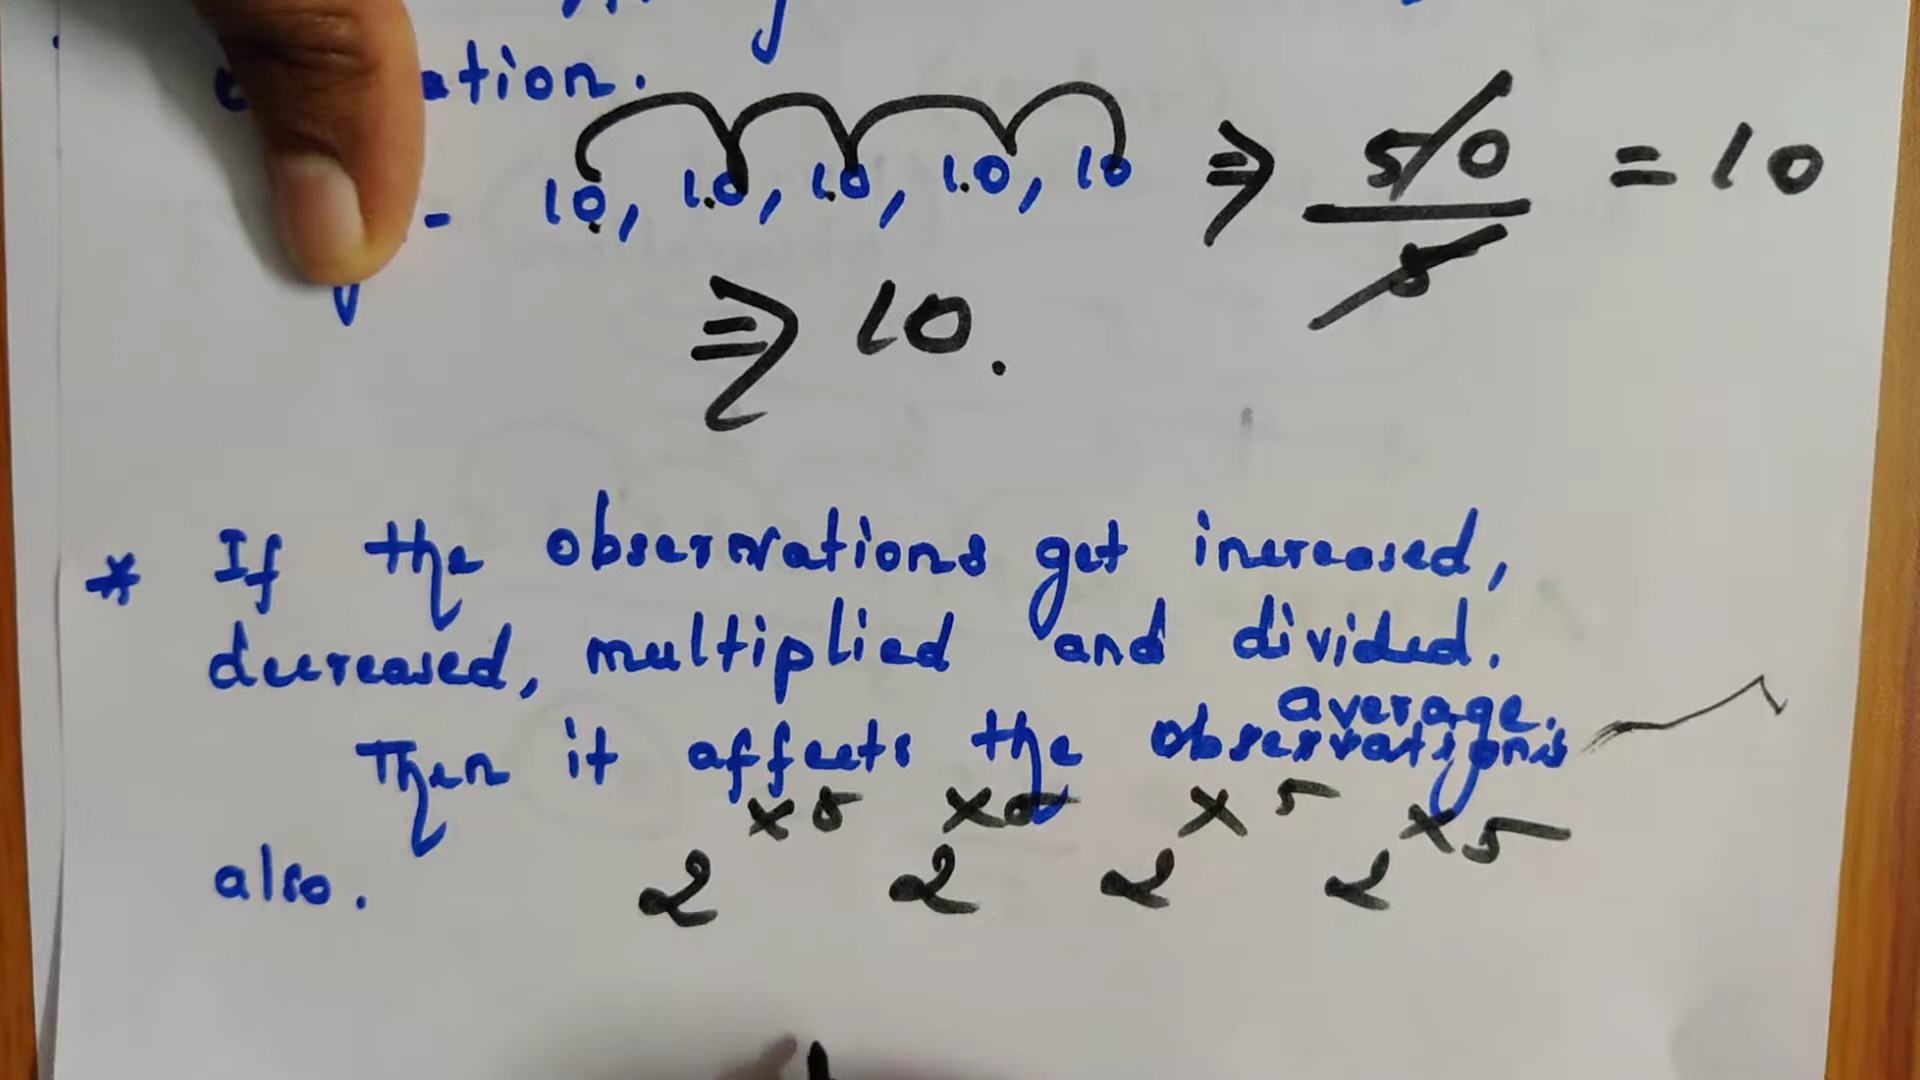 ation.
- 10, 10, 10, 10, 10 ⇒ 50/5 = 10
⇒ 10.
* If the observations get increased,
decreased, multiplied and divided.
average.
Then it affects the observations
×5 ×5 ×5 ×5
also. 2 2 2 2